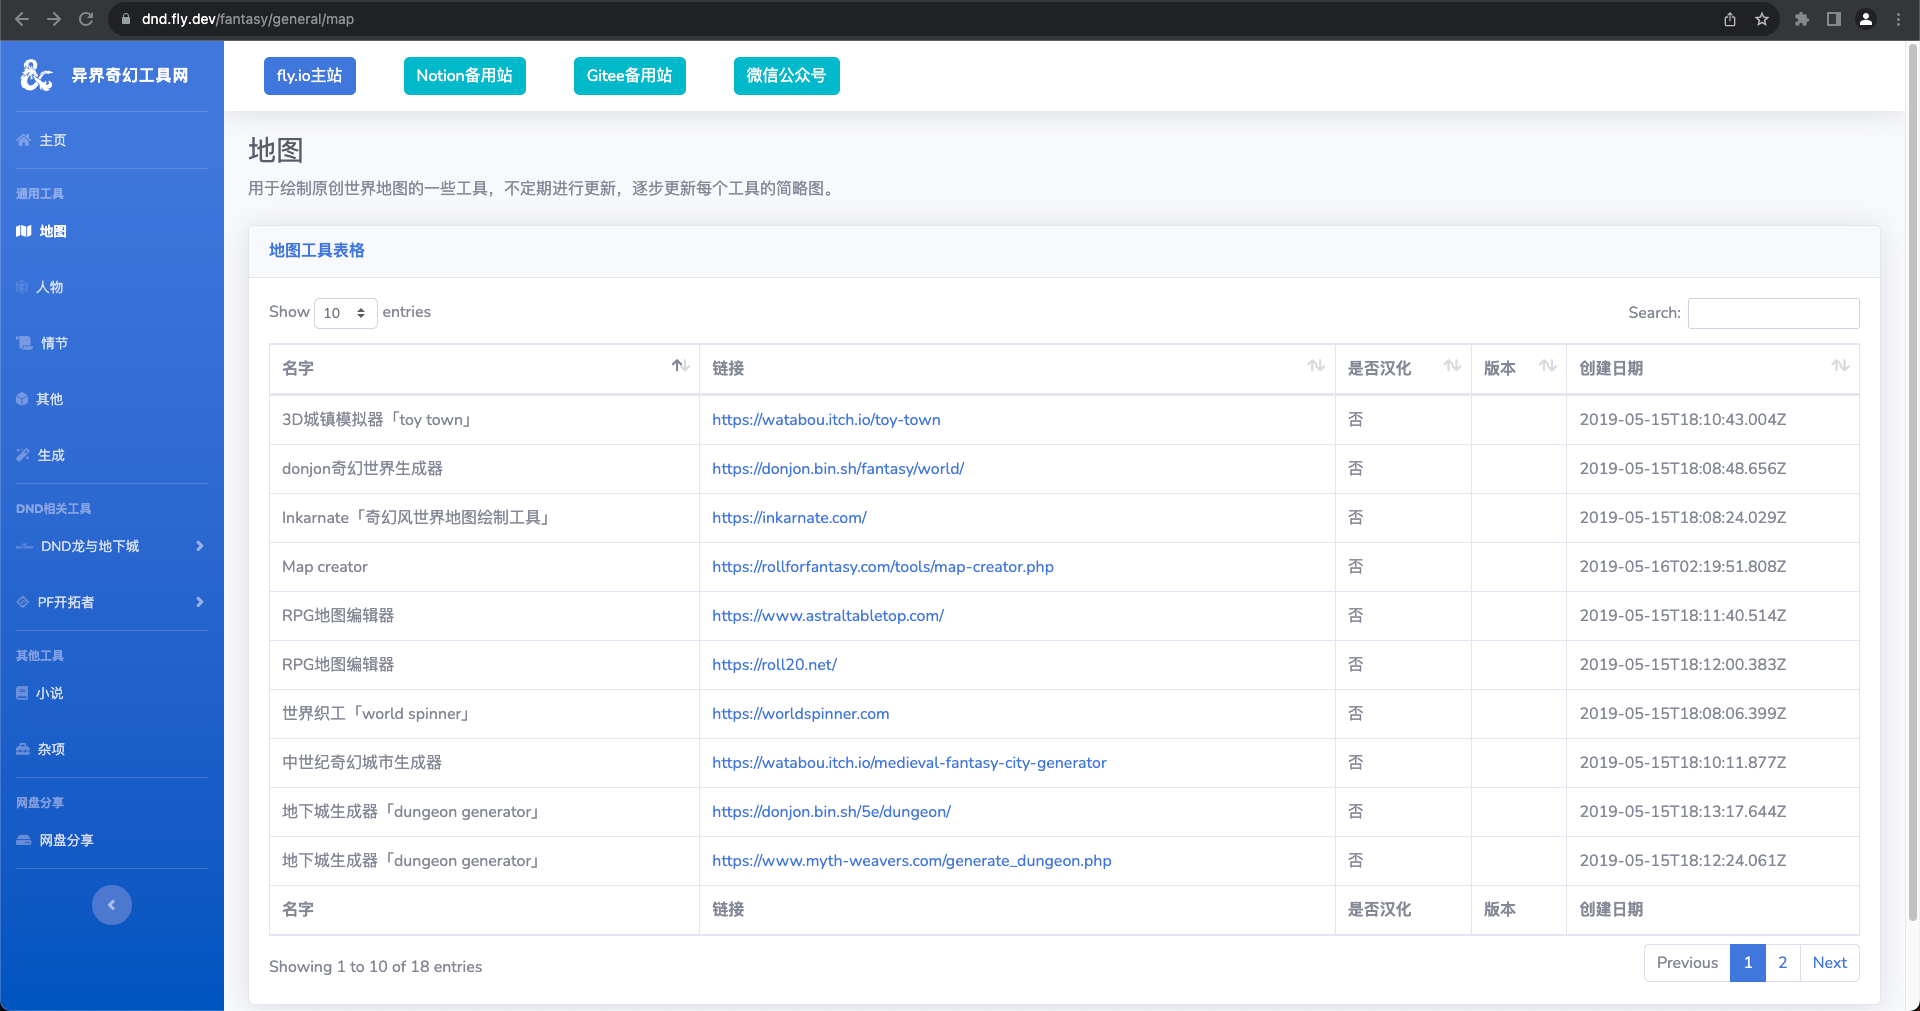 dnd.fly.dev/fantasy/general/map
异界奇幻工具网
fly.io主站 Notion备用站 Gitee备用站 微信公众号
主页
通用工具
地图
人物
情节
其他
生成
DND相关工具
DND龙与地下城
PF开拓者
其他工具
小说
杂项
网盘分享
网盘分享
地图
用于绘制原创世界地图的一些工具，不定期进行更新，逐步更新每个工具的简略图。
地图工具表格
Show 10 entries Search:
名字 链接 是否汉化 版本 创建日期
3D城镇模拟器「toy town」 https://watabou.itch.io/toy-town 否 2019-05-15T18:10:43.004Z
donjon奇幻世界生成器 https://donjon.bin.sh/fantasy/world/ 否 2019-05-15T18:08:48.656Z
Inkarnate「奇幻风世界地图绘制工具」 https://inkarnate.com/ 否 2019-05-15T18:08:24.029Z
Map creator https://rollforfantasy.com/tools/map-creator.php 否 2019-05-16T02:19:51.808Z
RPG地图编辑器 https://www.astraltabletop.com/ 否 2019-05-15T18:11:40.514Z
RPG地图编辑器 https://roll20.net/ 否 2019-05-15T18:12:00.383Z
世界织工「world spinner」 https://worldspinner.com 否 2019-05-15T18:08:06.399Z
中世纪奇幻城市生成器 https://watabou.itch.io/medieval-fantasy-city-generator 否 2019-05-15T18:10:11.877Z
地下城生成器「dungeon generator」 https://donjon.bin.sh/5e/dungeon/ 否 2019-05-15T18:13:17.644Z
地下城生成器「dungeon generator」 https://www.myth-weavers.com/generate_dungeon.php 否 2019-05-15T18:12:24.061Z
名字 链接 是否汉化 版本 创建日期
Showing 1 to 10 of 18 entries Previous 1 2 Next